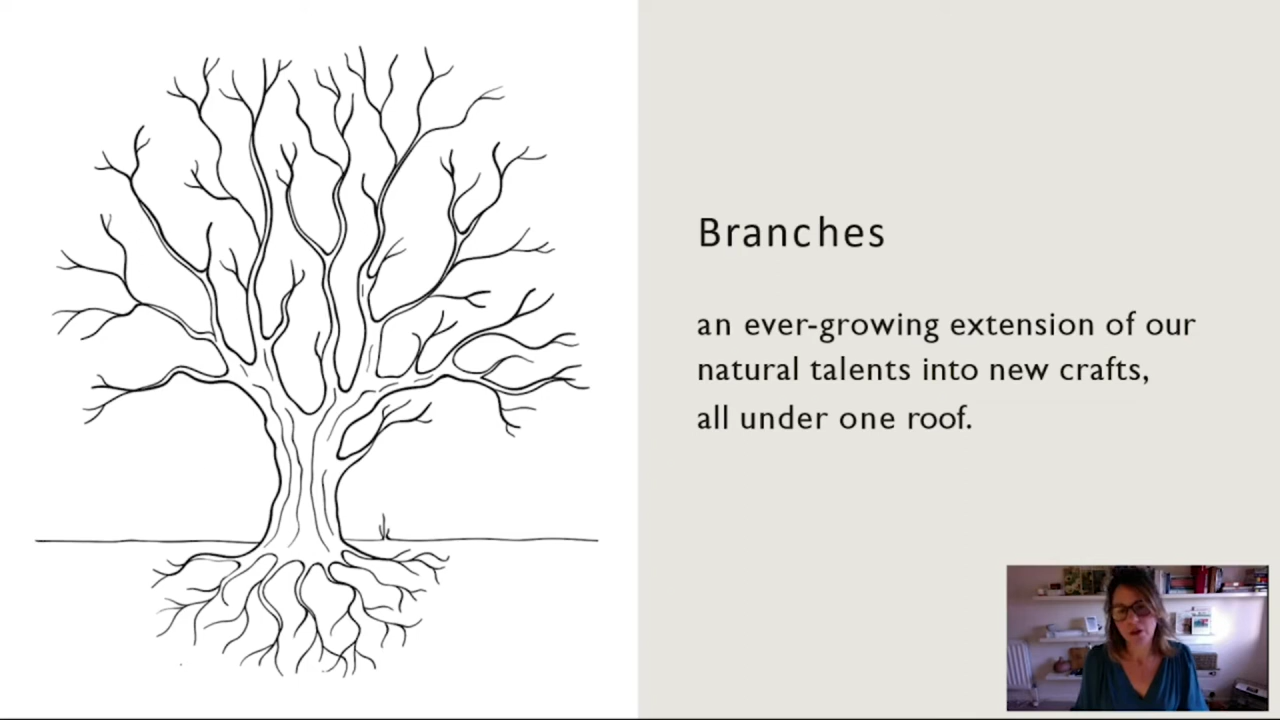 Branches
an ever-growing extension of our
natural talents into new crafts,
all under one roof.